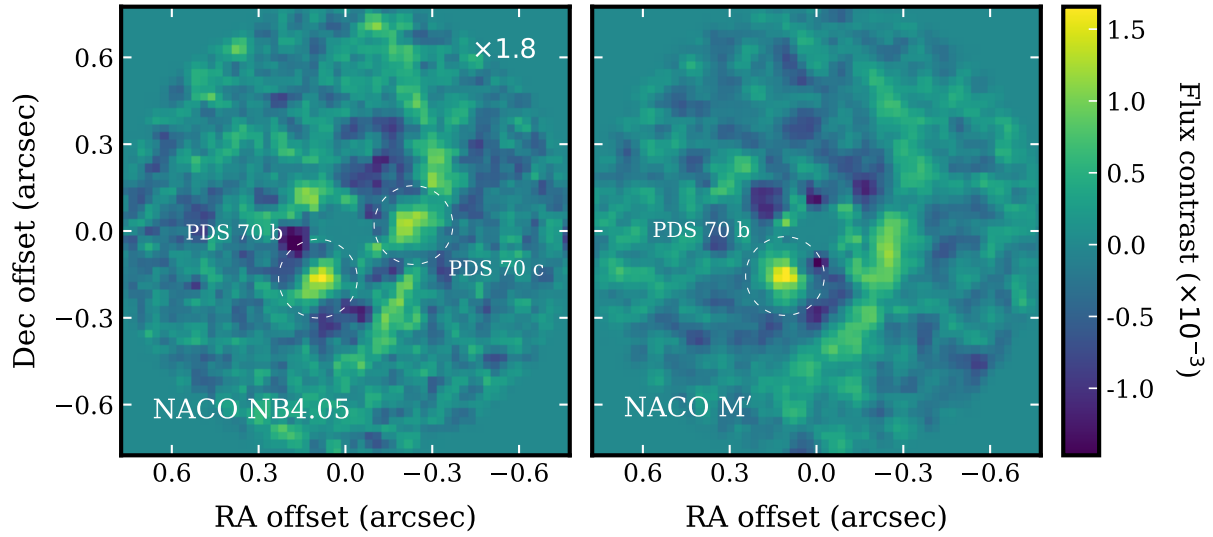 ×1.8
PDS 70 b
PDS 70 c
NACO NB4.05
0.6
0.3
0.0
−0.3
−0.6
Dec offset (arcsec)
0.6 0.3 0.0 −0.3 −0.6
RA offset (arcsec)
PDS 70 b
NACO M′
0.6 0.3 0.0 −0.3 −0.6
RA offset (arcsec)
1.5
1.0
0.5
0.0
-0.5
-1.0
Flux contrast (×10⁻³)